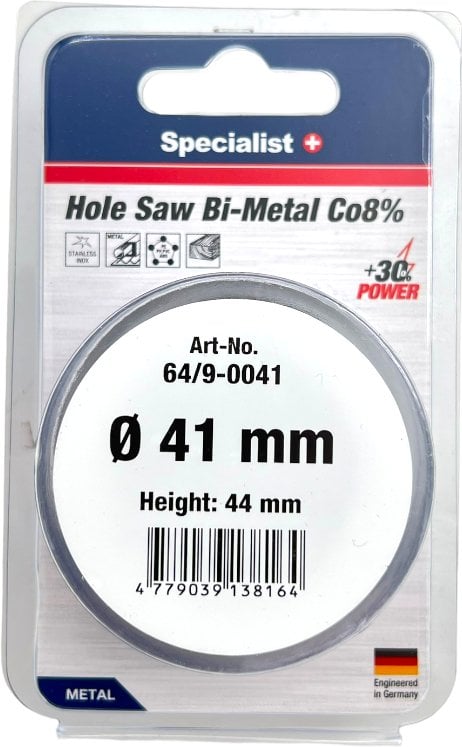 Specialist +
Hole Saw Bi-Metal Co8%
STAINLESS
INOX
METAL
+30%
POWER
Art-No.
64/9-0041
Ø 41 mm
Height: 44 mm
4 779039 138164
METAL
Engineered
in Germany